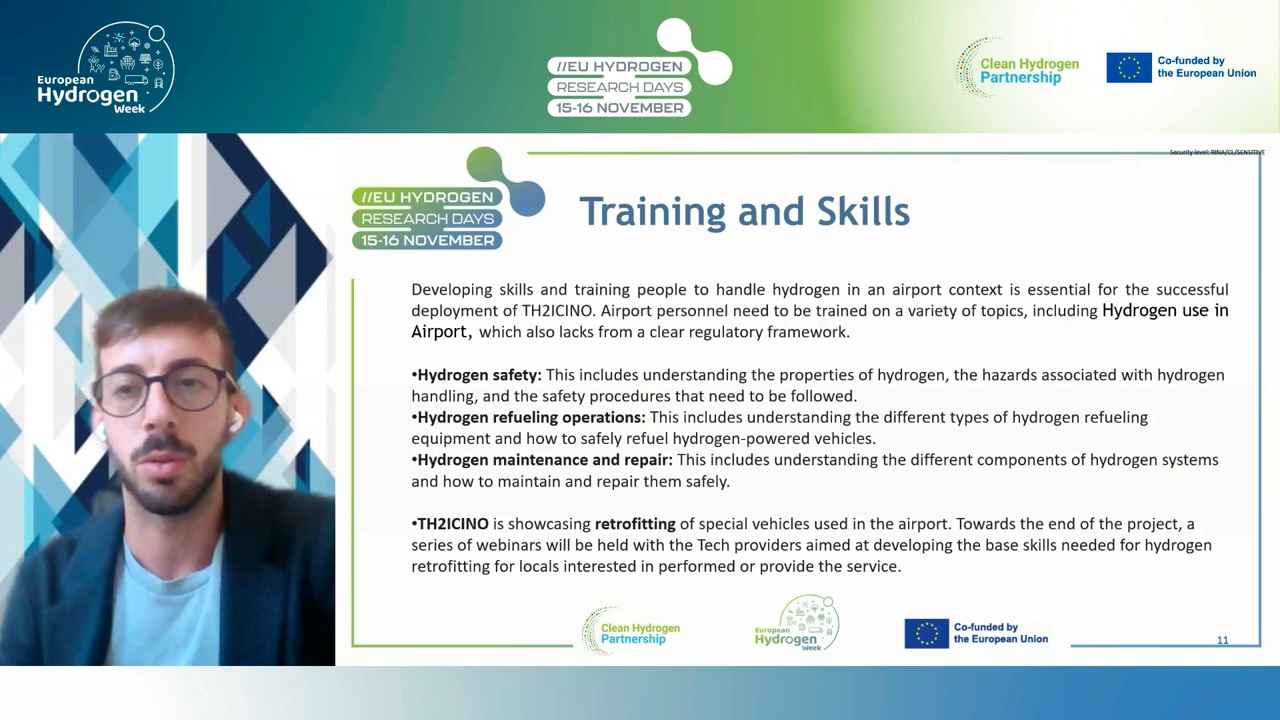 European
Hydrogen
Week
//EU HYDROGEN
RESEARCH DAYS
15-16 NOVEMBER
Clean Hydrogen
Partnership
Co-funded by
the European Union
Security level: RINA/CL/SENSITIVE
//EU HYDROGEN
RESEARCH DAYS
15-16 NOVEMBER
Training and Skills
Developing skills and training people to handle hydrogen in an airport context is essential for the successful
deployment of TH2ICINO. Airport personnel need to be trained on a variety of topics, including Hydrogen use in
Airport, which also lacks from a clear regulatory framework.
•Hydrogen safety: This includes understanding the properties of hydrogen, the hazards associated with hydrogen
handling, and the safety procedures that need to be followed.
•Hydrogen refueling operations: This includes understanding the different types of hydrogen refueling
equipment and how to safely refuel hydrogen-powered vehicles.
•Hydrogen maintenance and repair: This includes understanding the different components of hydrogen systems
and how to maintain and repair them safely.
•TH2ICINO is showcasing retrofitting of special vehicles used in the airport. Towards the end of the project, a
series of webinars will be held with the Tech providers aimed at developing the base skills needed for hydrogen
retrofitting for locals interested in performed or provide the service.
Clean Hydrogen
Partnership
European
Hydrogen
Week
Co-funded by
the European Union
11